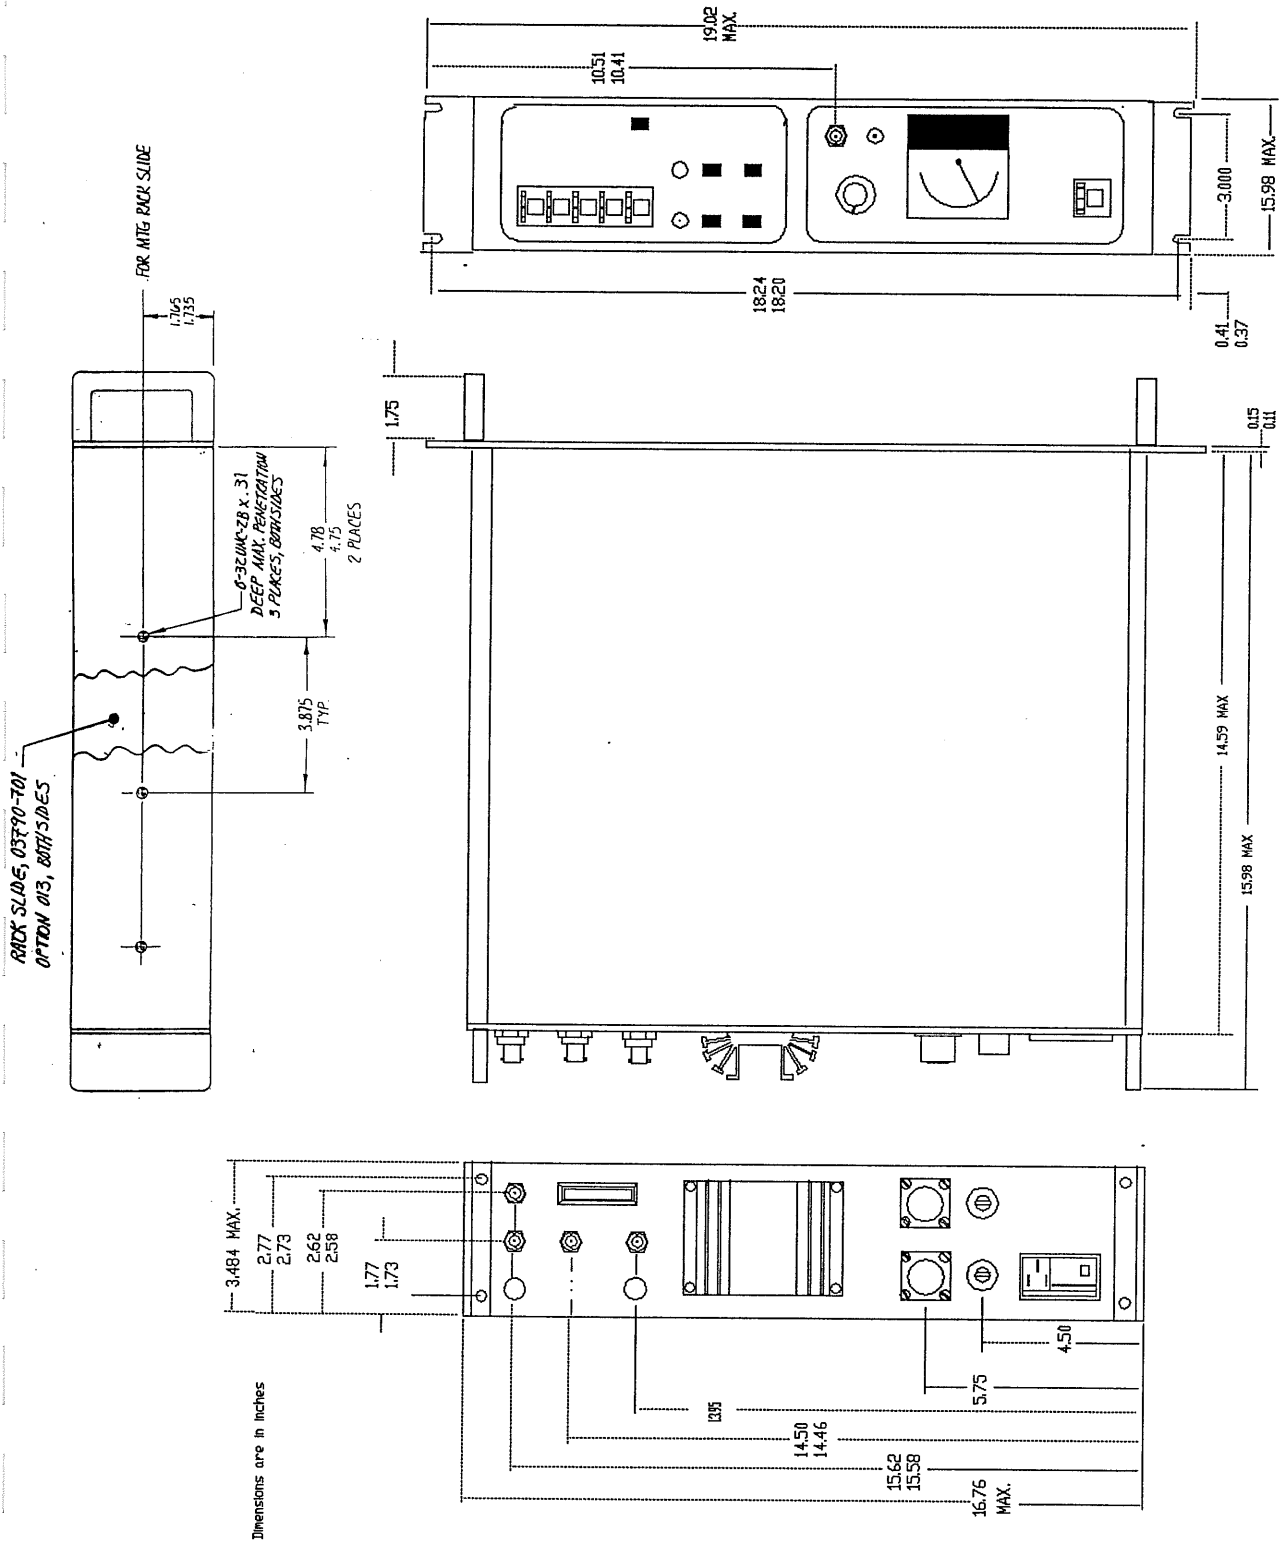 19.02
MAX.
10.51
10.41
3.000
15.98 MAX.
18.24
18.20
0.41
0.37
FOR MTG RACK SLIDE
1.765
1.735
6-32UNC-2B x .31
DEEP MAX. PENETRATION
3 PLACES, BOTH SIDES
4.78
4.75
2 PLACES
3.875
TYP.
RACK SLIDE, 03790-701
OPTION 013, BOTH SIDES
1.75
0.15
0.11
14.59 MAX
15.98 MAX
3.484 MAX.
2.77
2.73
2.62
2.58
1.77
1.73
4.50
5.75
13.95
14.50
14.46
15.62
15.58
16.76
MAX.
Dimensions are in inches